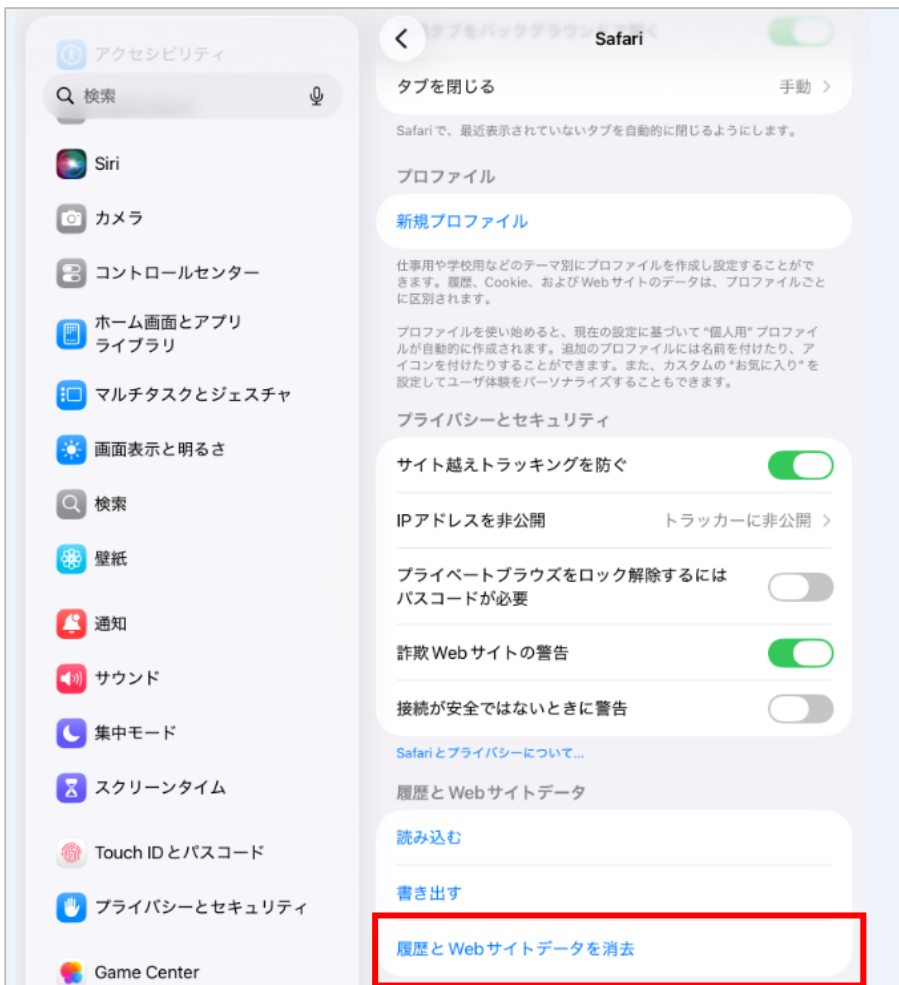 アクセシビリティ
検索
Siri
カメラ
コントロールセンター
ホーム画面とアプリ
ライブラリ
マルチタスクとジェスチャ
画面表示と明るさ
検索
壁紙
通知
サウンド
集中モード
スクリーンタイム
Touch IDとパスコード
プライバシーとセキュリティ
Game Center
Safari
タブを閉じる 手動
Safariで、最近表示されていないタブを自動的に閉じるようにします。
プロファイル
新規プロファイル
仕事用や学校用などのテーマ別にプロファイルを作成し設定することがで
きます。履歴、Cookie、およびWebサイトのデータは、プロファイルごと
に区別されます。
プロファイルを使い始めると、現在の設定に基づいて"個人用"プロファイ
ルが自動的に作成されます。追加のプロファイルには名前を付けたり、ア
イコンを付けたりすることができます。また、カスタムの"お気に入り"を
設定してユーザ体験をパーソナライズすることもできます。
プライバシーとセキュリティ
サイト越えトラッキングを防ぐ
IPアドレスを非公開 トラッカーに非公開
プライベートブラウズをロック解除するには
パスコードが必要
詐欺Webサイトの警告
接続が安全ではないときに警告
Safariとプライバシーについて...
履歴とWebサイトデータ
読み込む
書き出す
履歴とWebサイトデータを消去